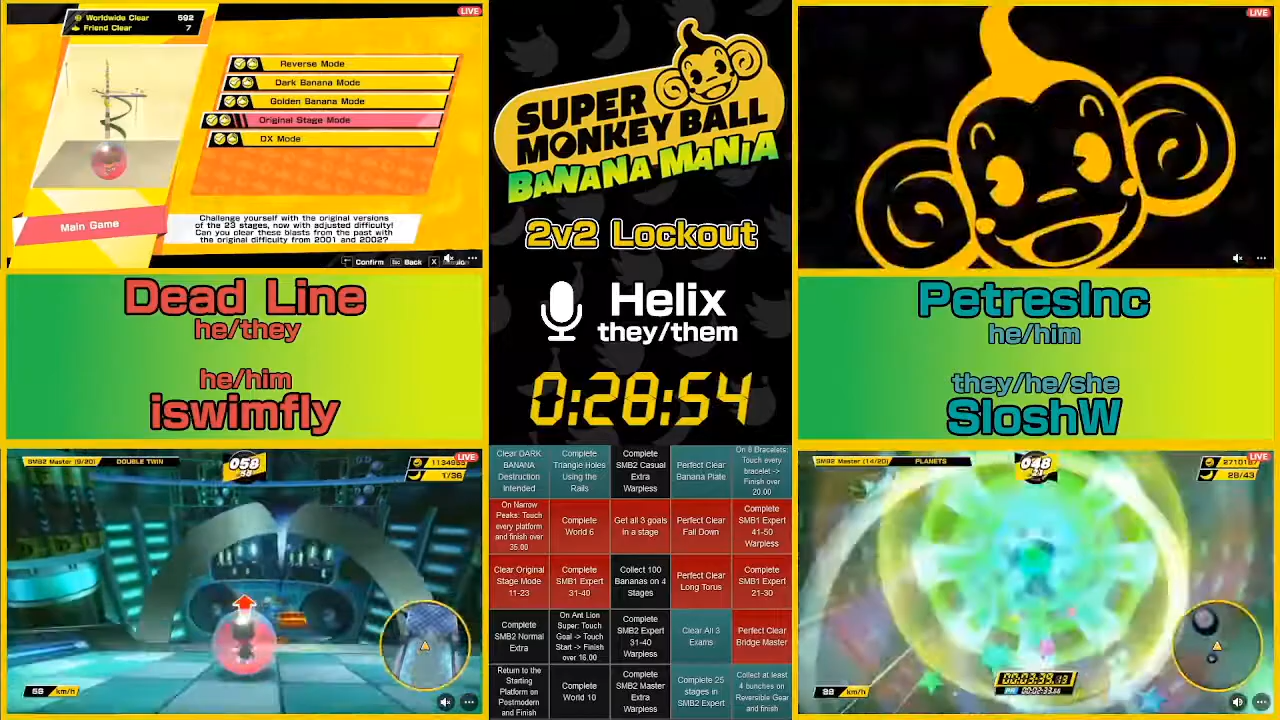 Worldwide Clear 592
Friend Clear 7
LIVE
Reverse Mode
Dark Banana Mode
Golden Banana Mode
Original Stage Mode
DX Mode
Main Game
Challenge yourself with the original versions
of the 23 stages, now with adjusted difficulty!
Can you clear these blasts from the past with
the original difficulty from 2001 and 2002?
Confirm Esc Back X
SUPER
MONKEY BALL
BANANA MANIA
2v2 Lockout
Helix
they/them
0:28:54
LIVE
Dead Line
he/they
he/him
iswimfly
PetresInc
he/him
they/he/she
SloshW
SMB2 Master (9/20) DOUBLE TWIN
058
LIVE
1/36
km/h
Clear DARK
BANANA
Destruction
Intended
Complete
Triangle Holes
Using the
Rails
Complete
SMB2 Casual
Extra
Warpless
Perfect Clear
Banana Plate
On 8 Bracelets:
Touch every
bracelet ->
Finish over
20.00
On Narrow
Peaks: Touch
every platform
and finish over
35.00
Complete
World 6
Get all 3 goals
in a stage
Perfect Clear
Fall Down
Complete
SMB1 Expert
41-50
Warpless
Clear Original
Stage Mode
11-23
Complete
SMB1 Expert
31-40
Collect 100
Bananas on 4
Stages
Perfect Clear
Long Torus
Complete
SMB1 Expert
21-30
Complete
SMB2 Normal
Extra
On Ant Lion
Super: Touch
Goal -> Touch
Start -> Finish
over 16.00
Complete
SMB2 Expert
31-40
Warpless
Clear All 3
Exams
Perfect Clear
Bridge Master
Return to the
Starting
Platform on
Postmodern
and Finish
Complete
World 10
Complete
SMB2 Master
Extra
Warpless
Complete 25
stages in
SMB2 Expert
Collect at least
4 bunches on
Reversible Gear
and finish
SMB2 Master (14/20) PLANETS
048
LIVE
28/43
km/h